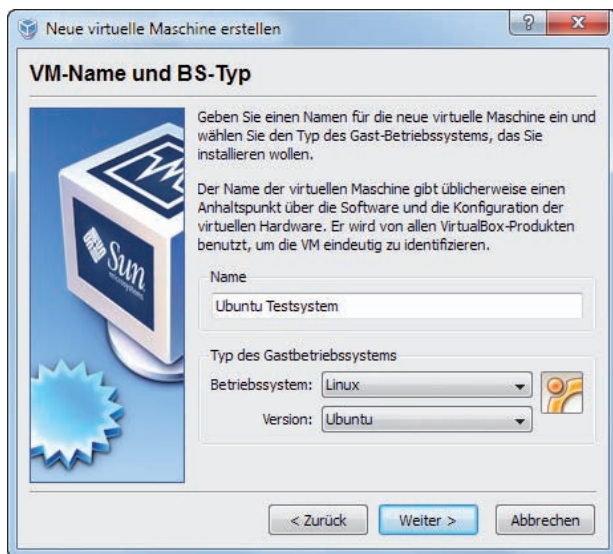 Neue virtuelle Maschine erstellen
?
VM-Name und BS-Typ
Geben Sie einen Namen für die neue virtuelle Maschine ein und
wählen Sie den Typ des Gast-Betriebssystems, das Sie
installieren wollen.
Der Name der virtuellen Maschine gibt üblicherweise einen
Anhaltspunkt über die Software und die Konfiguration der
virtuellen Hardware. Er wird von allen VirtualBox-Produkten
benutzt, um die VM eindeutig zu identifizieren.
Sun
microsystems
Name
Ubuntu Testsystem
Typ des Gastbetriebssystems
Betriebssystem: Linux
Version: Ubuntu
< Zurück Weiter > Abbrechen